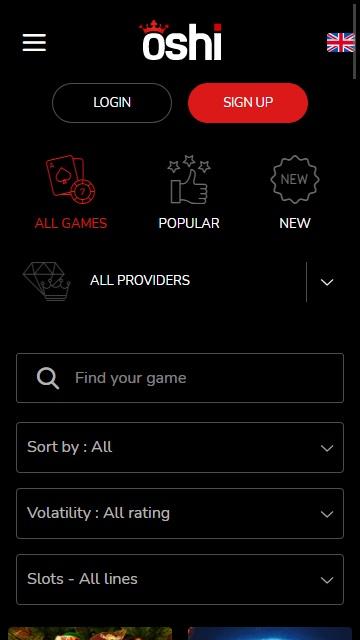 oshi
LOGIN
SIGN UP
ALL GAMES
POPULAR
NEW
NEW
ALL PROVIDERS
Find your game
Sort by : All
Volatility : All rating
Slots - All lines